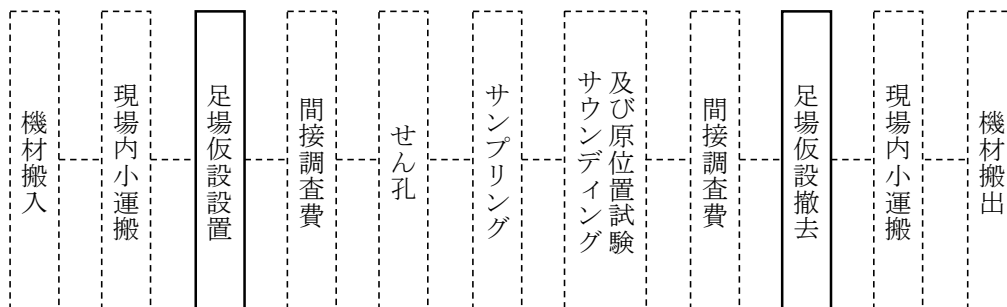 機材搬入
現場内小運搬
足場仮設設置
間接調査費
せん孔
サンプリング
サウンディング
及び原位置試験
間接調査費
足場仮設撤去
現場内小運搬
機材搬出